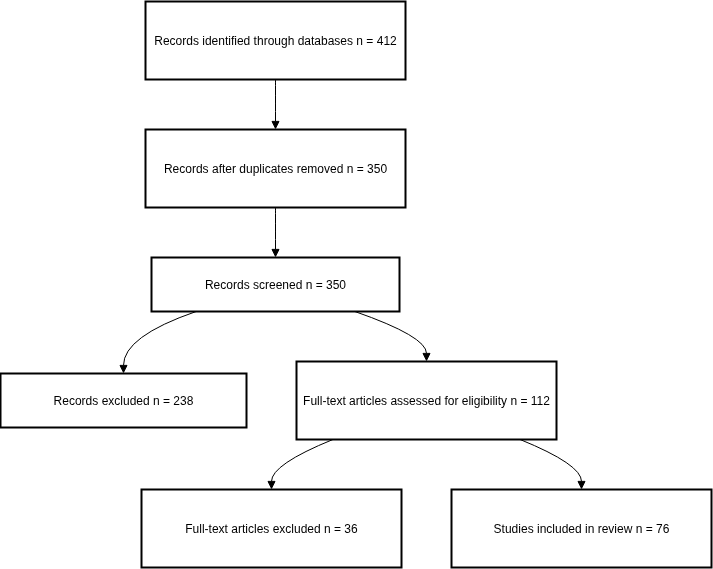 Records identified through databases n = 412
Records after duplicates removed n = 350
Records screened n = 350
Records excluded n = 238
Full-text articles assessed for eligibility n = 112
Full-text articles excluded n = 36
Studies included in review n = 76